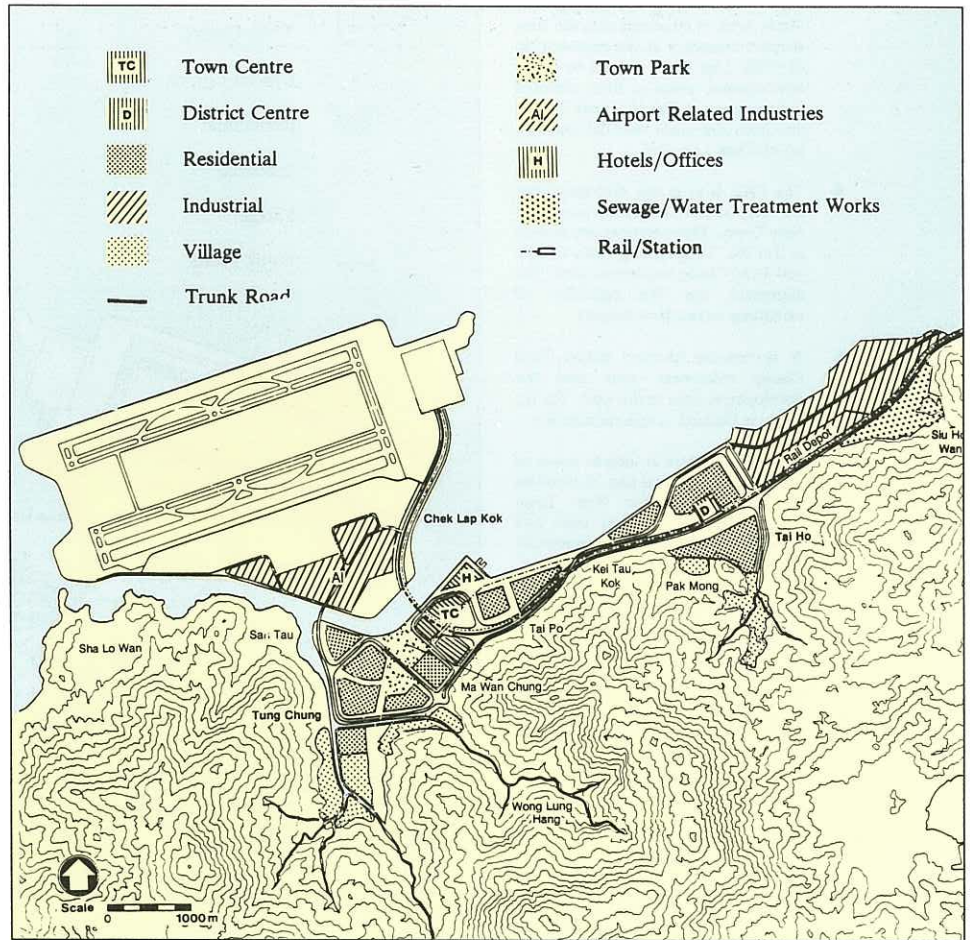 TC Town Centre
D District Centre
Residential
Industrial
Village
Trunk Road
Town Park
AI Airport Related Industries
H Hotels/Offices
Sewage/Water Treatment Works
Rail/Station
Siu Ho
Wan
Rail Depot
Chek Lap Kok
D
Tai Ho
AI
H
Kei Tau
Kok
Pak Mong
TC
Sha Lo Wan
San Tau
Tai Po
Ma Wan Chung
Tung Chung
Wong Lung
Hang
Scale 0 1000 m